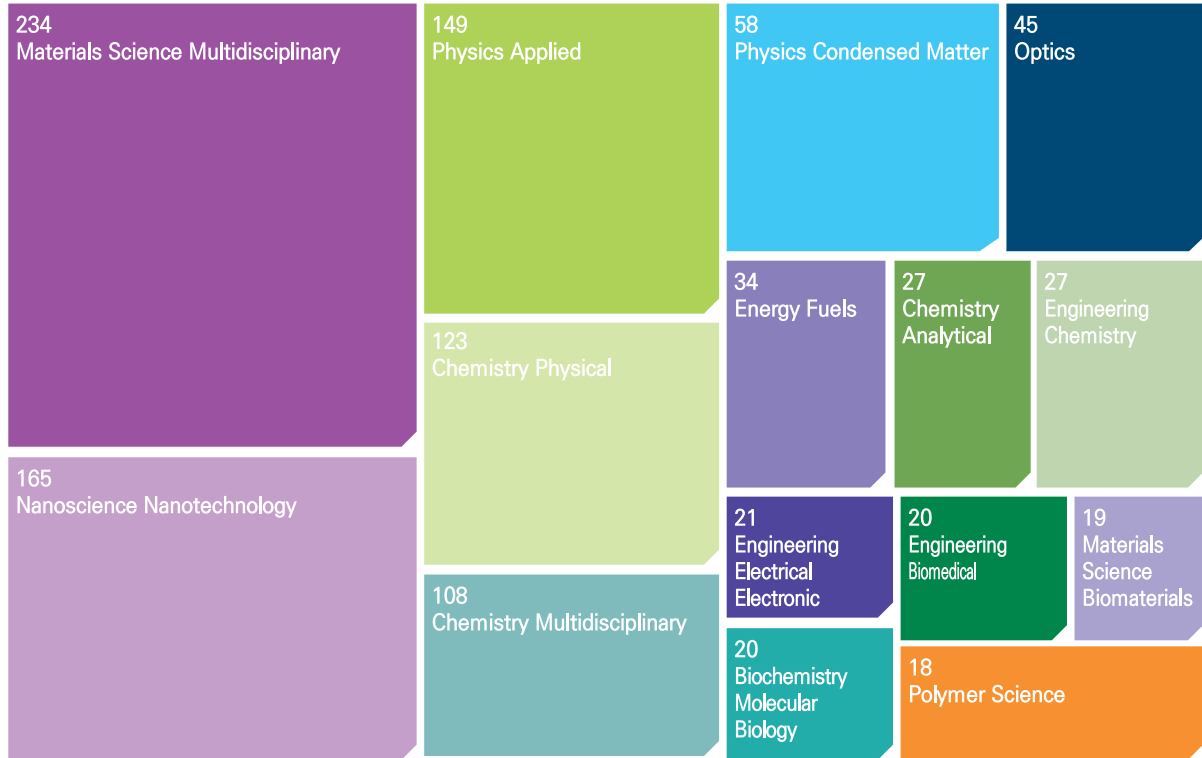 234
Materials Science Multidisciplinary
165
Nanoscience Nanotechnology
149
Physics Applied
123
Chemistry Physical
108
Chemistry Multidisciplinary
58
Physics Condensed Matter
45
Optics
34
Energy Fuels
27
Chemistry
Analytical
27
Engineering
Chemistry
21
Engineering
Electrical
Electronic
20
Engineering
Biomedical
19
Materials
Science
Biomaterials
20
Biochemistry
Molecular
Biology
18
Polymer Science